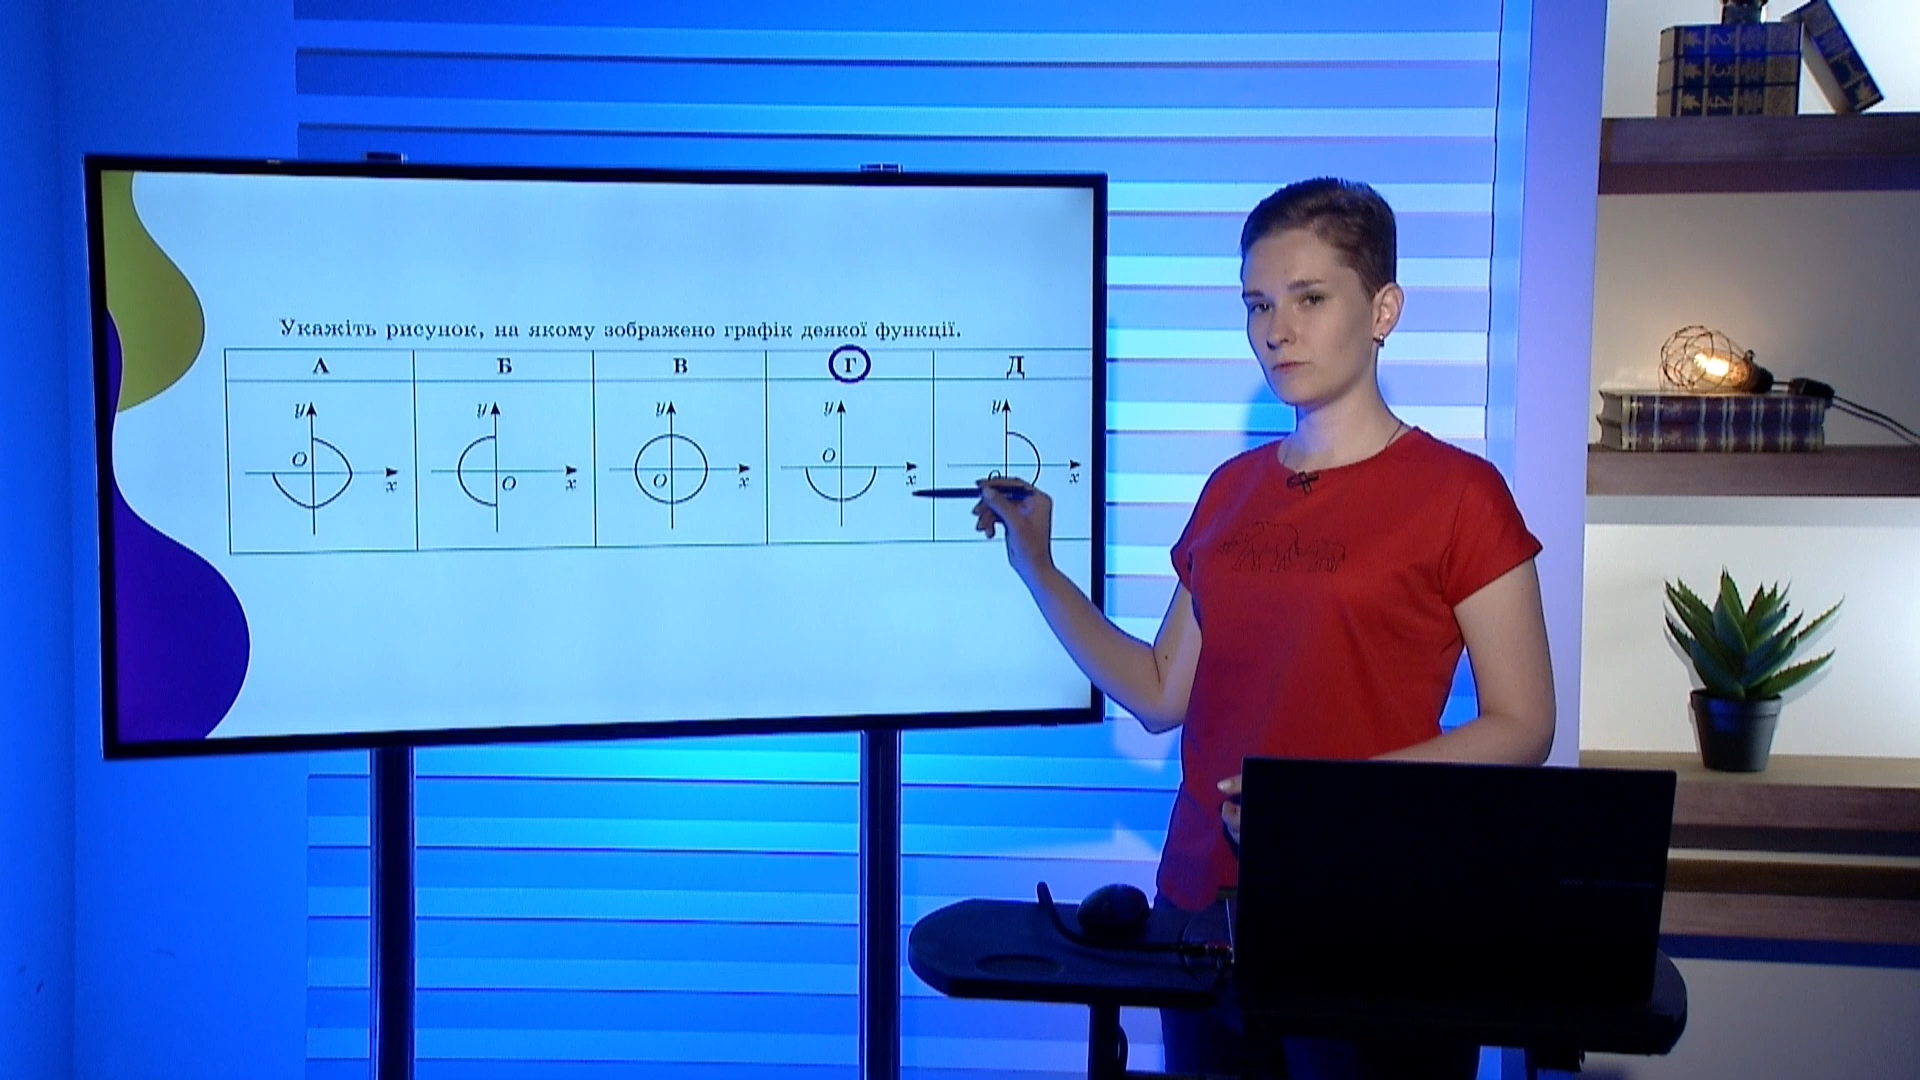 Укажіть рисунок, на якому зображено графік деякої функції.
А Б В Г Д
y y y y y
O O O O O
x x x x x